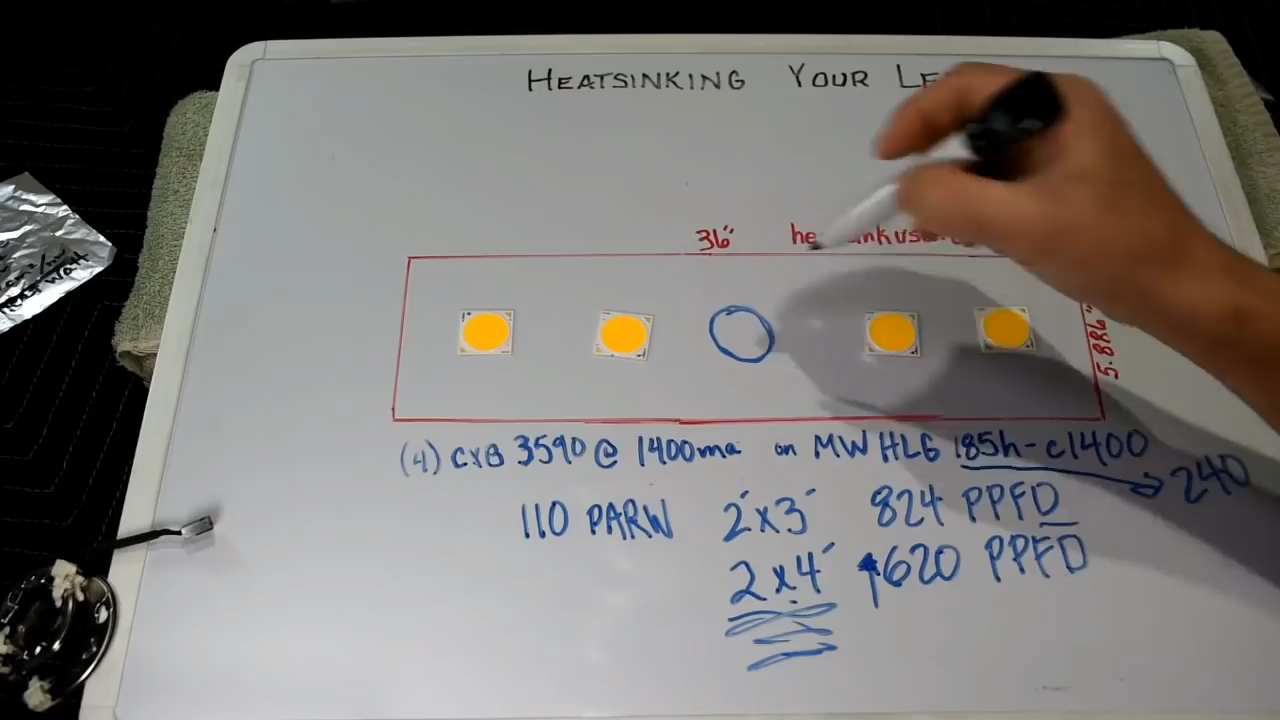 HEATSINKING YOUR
36"
5.886"
(4) CXB 3590 @ 1400ma on MW HLG 185h-c1400
240
110 PARW 2'x3' 824 PPFD
2x4' 620 PPFD